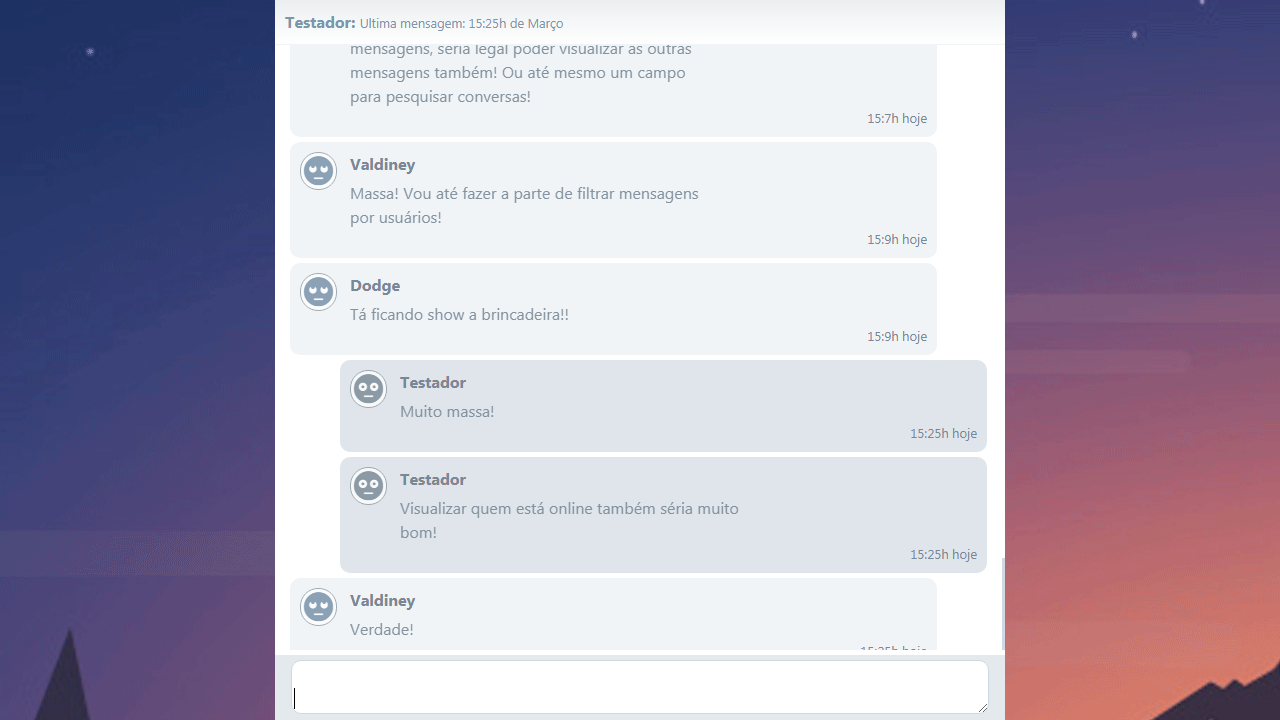 Testador: Ultima mensagem: 15:25h de Março
mensagens, seria legal poder visualizar as outras
mensagens também! Ou até mesmo um campo
para pesquisar conversas!
15:7h hoje
Valdiney
Massa! Vou até fazer a parte de filtrar mensagens
por usuários!
15:9h hoje
Dodge
Tá ficando show a brincadeira!!
15:9h hoje
Testador
Muito massa!
15:25h hoje
Testador
Visualizar quem está online também séria muito
bom!
15:25h hoje
Valdiney
Verdade!